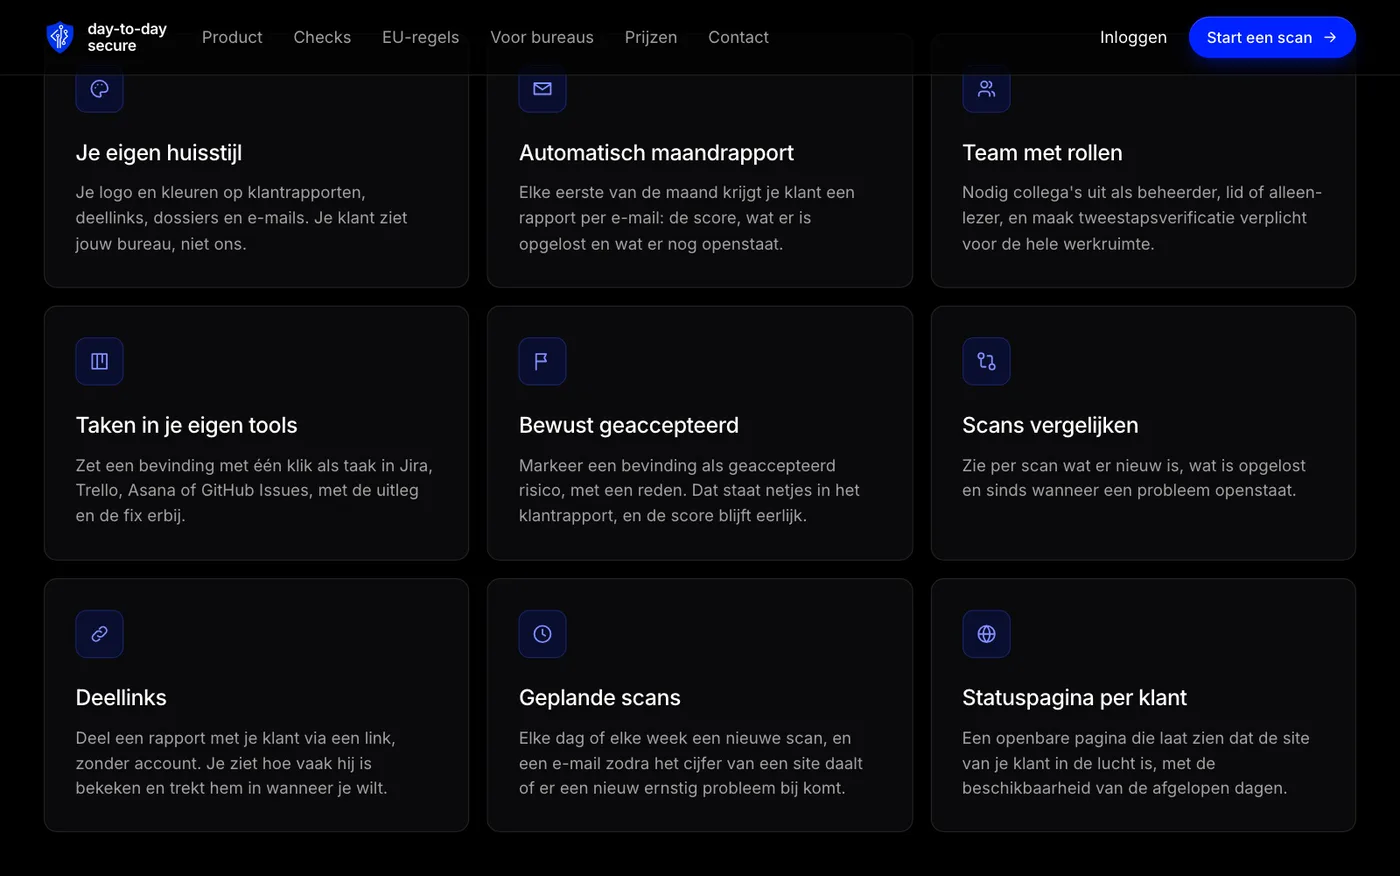 day-to-day
secure
Product
Checks
EU-regels
Voor bureaus
Prijzen
Contact
Inloggen
Start een scan
Je eigen huisstijl
Je logo en kleuren op klantrapporten,
deellinks, dossiers en e-mails. Je klant ziet
jouw bureau, niet ons.
Automatisch maandrapport
Elke eerste van de maand krijgt je klant een
rapport per e-mail: de score, wat er is
opgelost en wat er nog openstaat.
Team met rollen
Nodig collega's uit als beheerder, lid of alleen-
lezer, en maak tweestapsverificatie verplicht
voor de hele werkruimte.
Taken in je eigen tools
Zet een bevinding met één klik als taak in Jira,
Trello, Asana of GitHub Issues, met de uitleg
en de fix erbij.
Bewust geaccepteerd
Markeer een bevinding als geaccepteerd
risico, met een reden. Dat staat netjes in het
klantrapport, en de score blijft eerlijk.
Scans vergelijken
Zie per scan wat er nieuw is, wat is opgelost
en sinds wanneer een probleem openstaat.
Deellinks
Deel een rapport met je klant via een link,
zonder account. Je ziet hoe vaak hij is
bekeken en trekt hem in wanneer je wilt.
Geplande scans
Elke dag of elke week een nieuwe scan, en
een e-mail zodra het cijfer van een site daalt
of er een nieuw ernstig probleem bij komt.
Statuspagina per klant
Een openbare pagina die laat zien dat de site
van je klant in de lucht is, met de
beschikbaarheid van de afgelopen dagen.